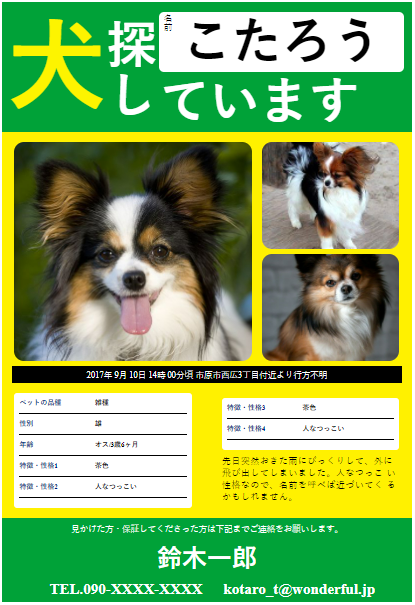 犬
探
名前
こたろう
しています
2017年 9月 10日 14時 00分頃 市原市西広3丁目付近より行方不明
ペットの品種 雑種
性別 雄
年齢 オス/3歳6ヶ月
特徴・性格1 茶色
特徴・性格2 人なつっこい
特徴・性格3 茶色
特徴・性格4 人なつっこい
先日突然おきた雨にびっくりして、外に
飛び出してしまいました。人なつっこ い
性格なので、名前を呼べば近づいてく る
かもしれません。
見かけた方・保証してくださった方は下記までご連絡をお願いします。
鈴木一郎
TEL.090-XXXX-XXXX kotaro_t@wonderful.jp